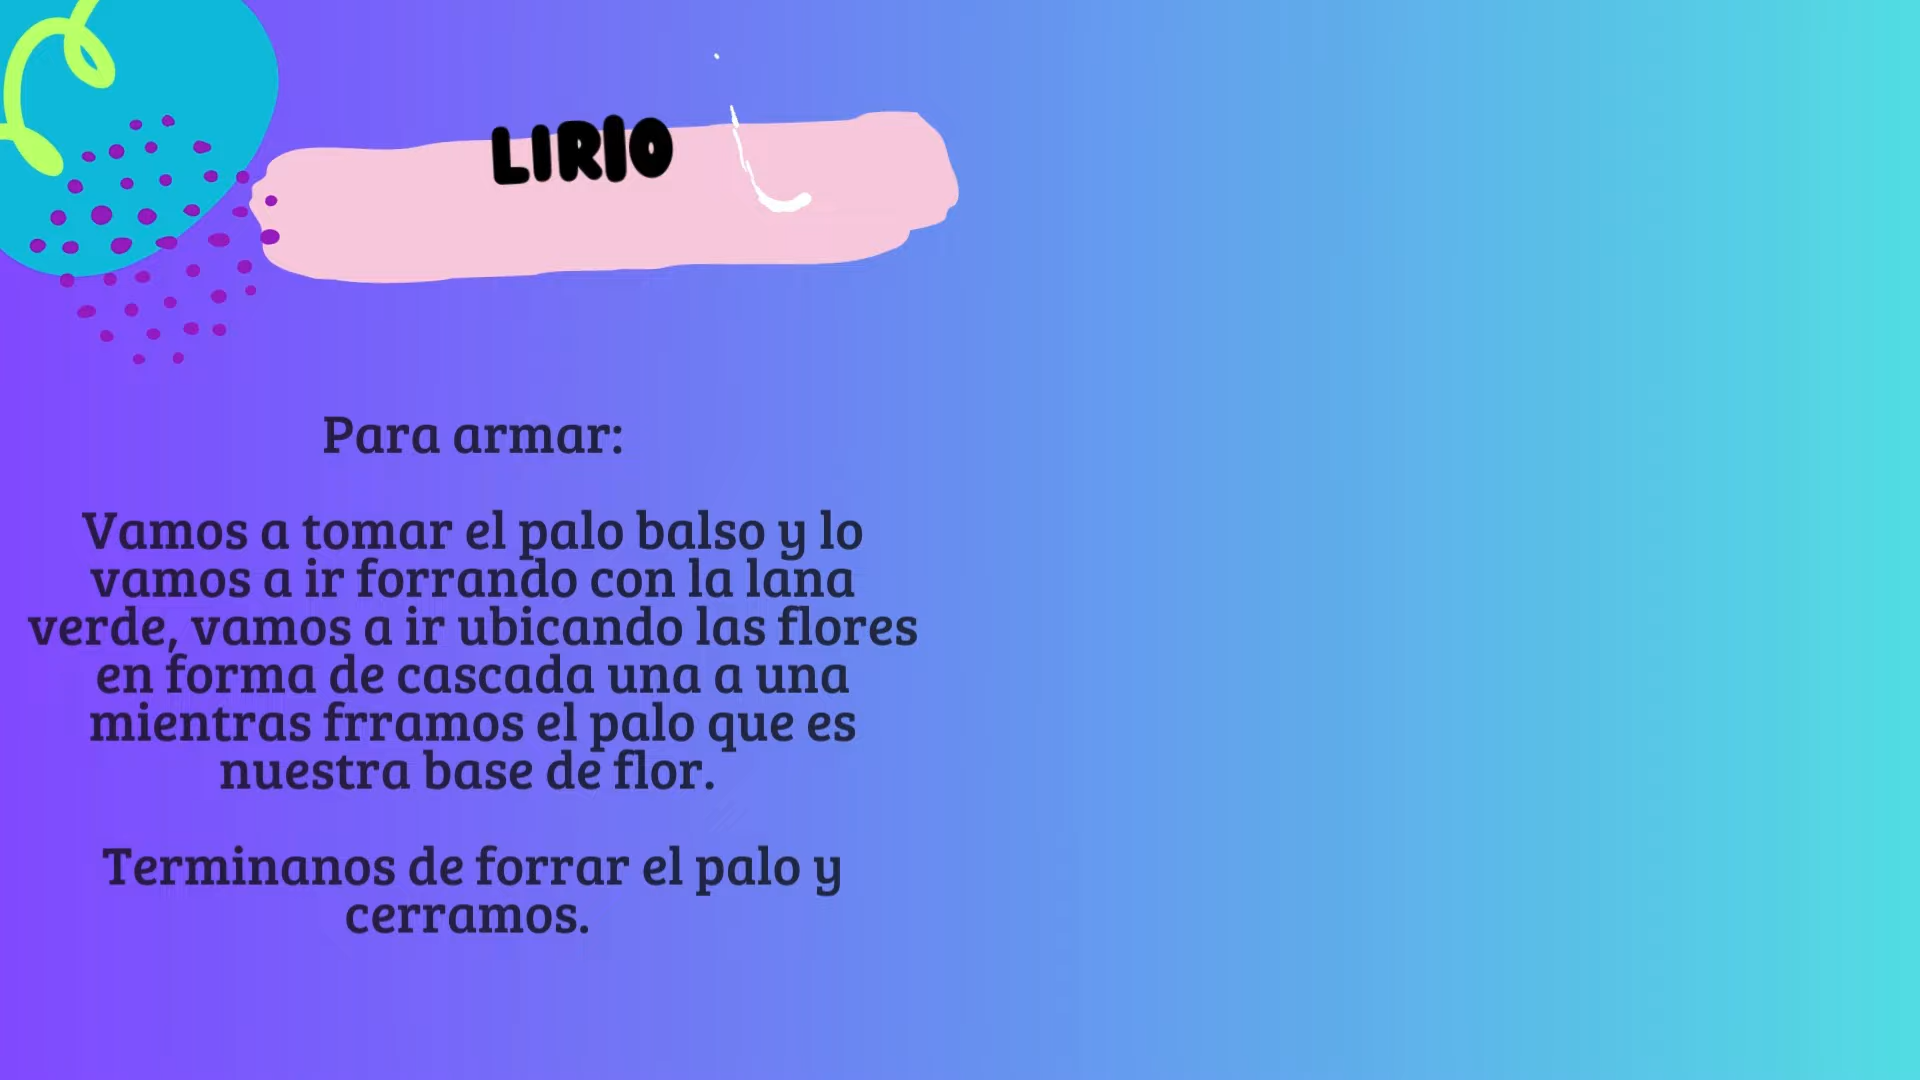 LIRIO
Para armar:
Vamos a tomar el palo balso y lo
vamos a ir forrando con la lana
verde, vamos a ir ubicando las flores
en forma de cascada una a una
mientras frramos el palo que es
nuestra base de flor.
Terminanos de forrar el palo y
cerramos.